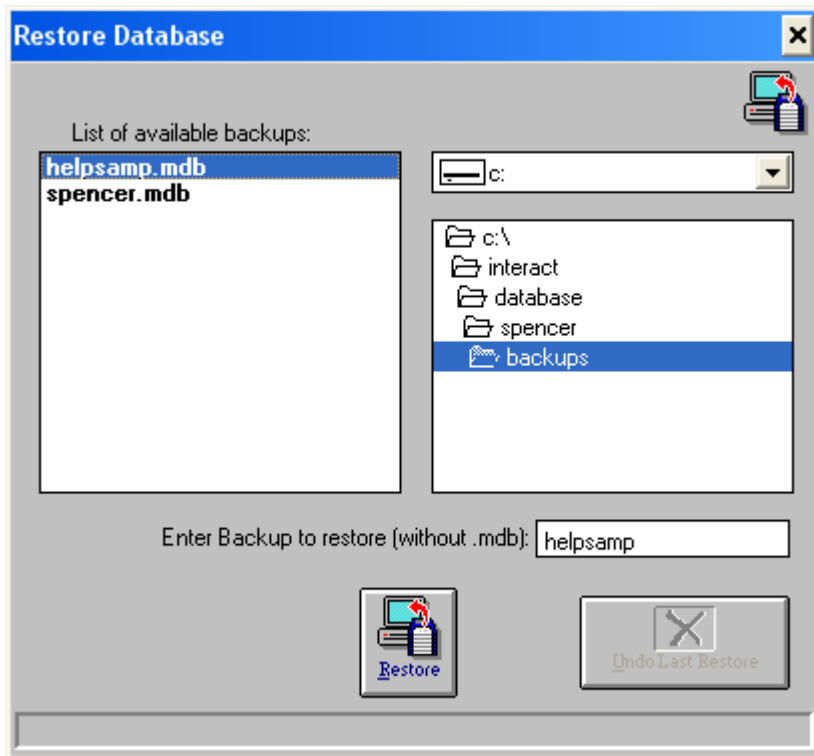 Restore Database
List of available backups:
helpsamp.mdb
spencer.mdb
c:
c:\
interact
database
spencer
backups
Enter Backup to restore (without .mdb): helpsamp
Restore
Undo Last Restore